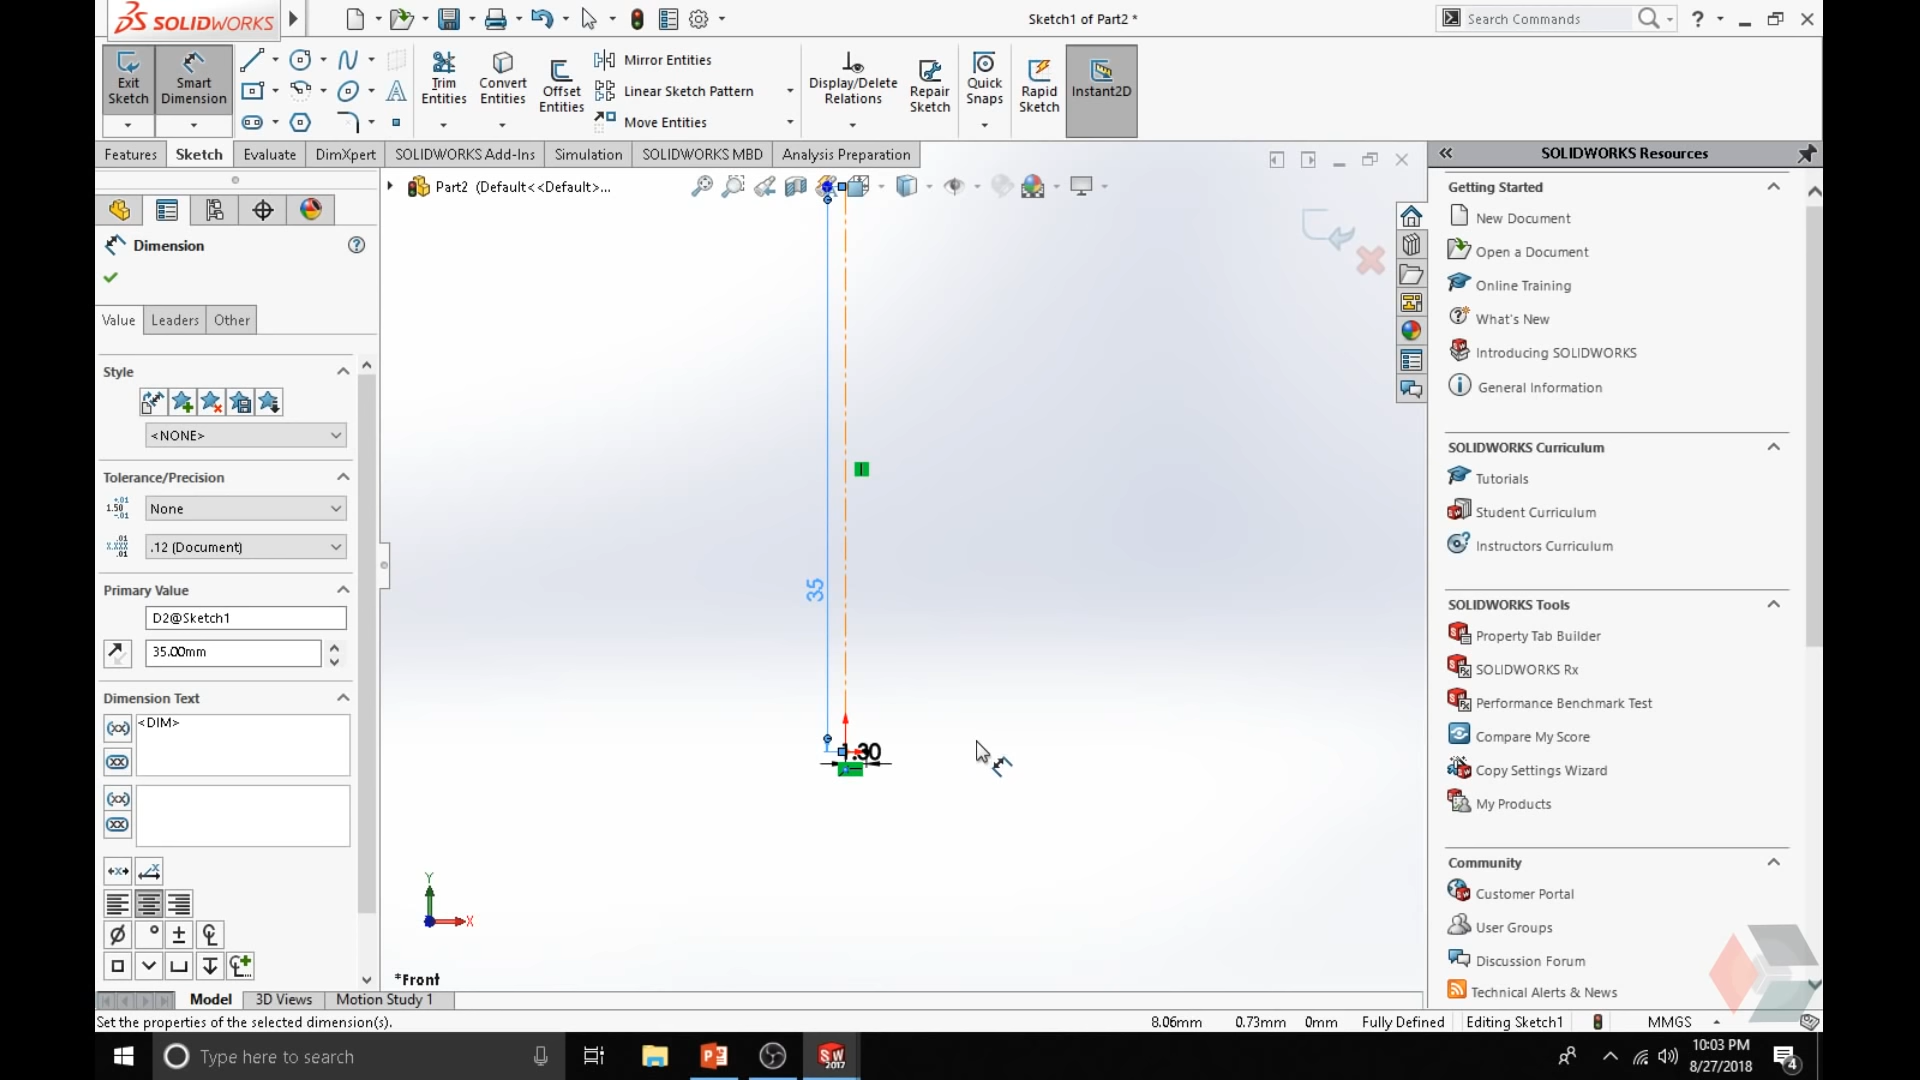 SOLIDWORKS
Sketch1 of Part2 *
Search Commands
?
Exit Sketch
Smart Dimension
Trim Entities
Convert Entities
Offset Entities
Mirror Entities
Linear Sketch Pattern
Move Entities
Display/Delete Relations
Repair Sketch
Quick Snaps
Rapid Sketch
Instant2D
Features
Sketch
Evaluate
DimXpert
SOLIDWORKS Add-Ins
Simulation
SOLIDWORKS MBD
Analysis Preparation
Part2 (Default<<Default>...
Dimension
Value
Leaders
Other
Style
<NONE>
Tolerance/Precision
None
.12 (Document)
Primary Value
D2@Sketch1
35.00mm
Dimension Text
<DIM>
35
1.30
Y
X
*Front
SOLIDWORKS Resources
Getting Started
New Document
Open a Document
Online Training
What's New
Introducing SOLIDWORKS
General Information
SOLIDWORKS Curriculum
Tutorials
Student Curriculum
Instructors Curriculum
SOLIDWORKS Tools
Property Tab Builder
SOLIDWORKS Rx
Performance Benchmark Test
Compare My Score
Copy Settings Wizard
My Products
Community
Customer Portal
User Groups
Discussion Forum
Technical Alerts & News
Model
3D Views
Motion Study 1
Set the properties of the selected dimension(s).
8.06mm
0.73mm
0mm
Fully Defined
Editing Sketch1
MMGS
Type here to search
SW 2017
10:03 PM
8/27/2018
4